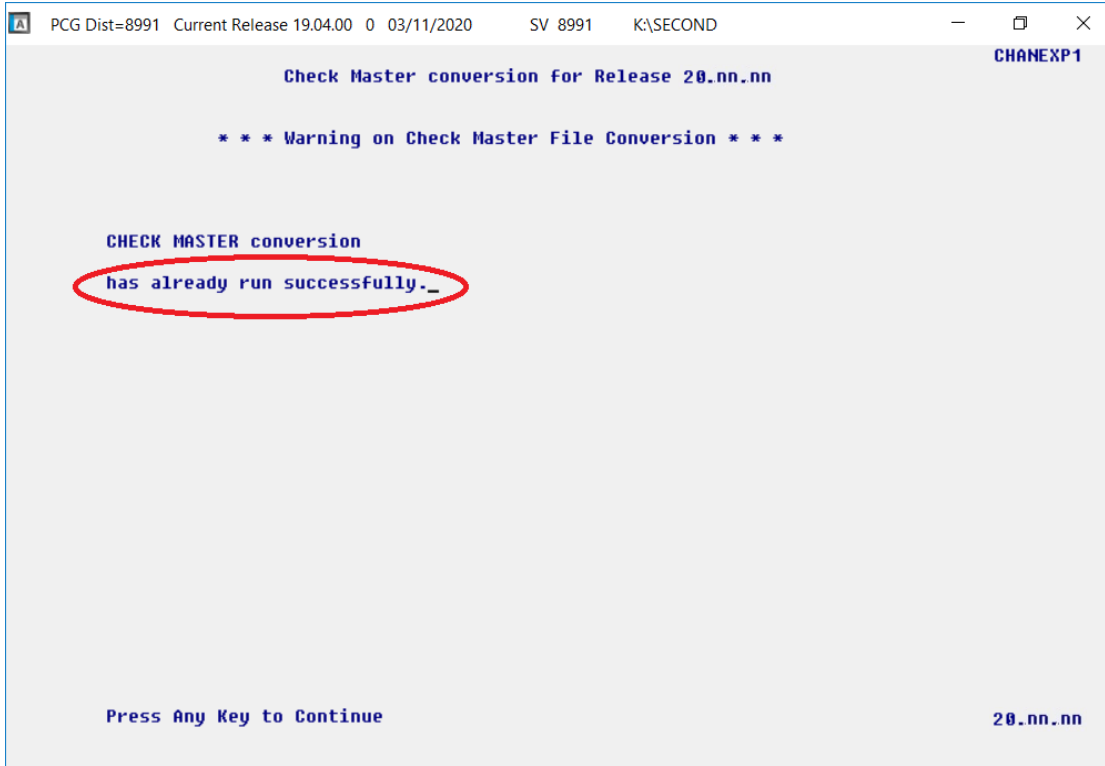 PCG Dist=8991 Current Release 19.04.00 0 03/11/2020 SV 8991 K:\SECOND
CHANEXP1
Check Master conversion for Release 20.nn.nn
* * * Warning on Check Master File Conversion * * *
CHECK MASTER conversion
has already run successfully._
Press Any Key to Continue
20.nn.nn